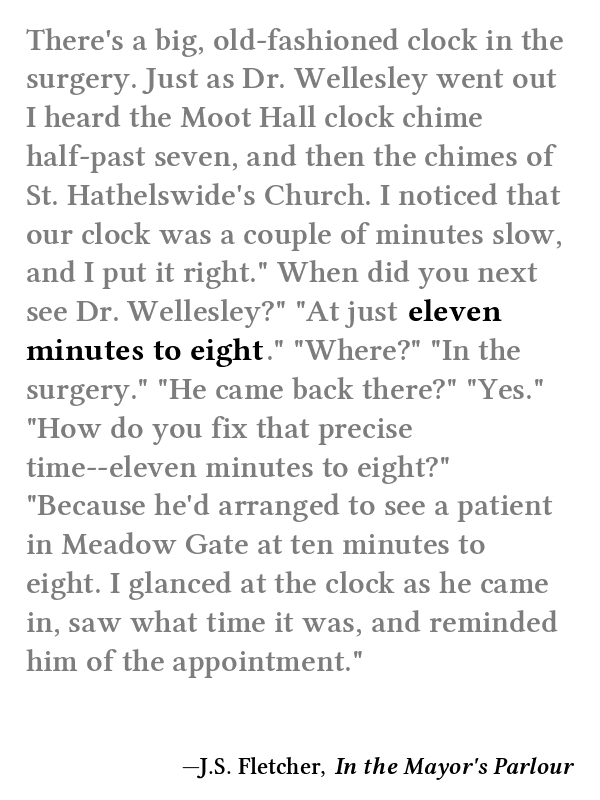 There's a big, old-fashioned clock in the
surgery. Just as Dr. Wellesley went out
I heard the Moot Hall clock chime
half-past seven, and then the chimes of
St. Hathelswide's Church. I noticed that
our clock was a couple of minutes slow,
and I put it right." When did you next
see Dr. Wellesley?" "At just eleven
minutes to eight." "Where?" "In the
surgery." "He came back there?" "Yes."
"How do you fix that precise
time--eleven minutes to eight?"
"Because he'd arranged to see a patient
in Meadow Gate at ten minutes to
eight. I glanced at the clock as he came
in, saw what time it was, and reminded
him of the appointment."
—J.S. Fletcher, In the Mayor's Parlour